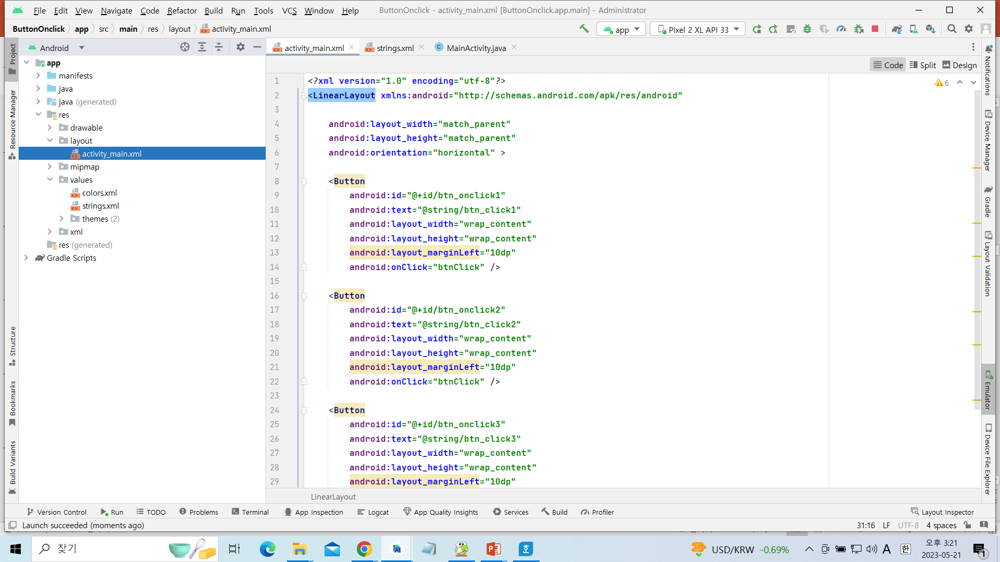 File Edit View Navigate Code Refactor Build Run Tools VCS Window Help ButtonOnclick - activity_main.xml [ButtonOnclick.app.main] - Administrator
ButtonOnclick app src main res layout activity_main.xml app Pixel 2 XL API 33
Android activity_main.xml strings.xml MainActivity.java
Code Split Design
app
manifests
java
java (generated)
res
drawable
layout
activity_main.xml
mipmap
values
colors.xml
strings.xml
themes (2)
xml
res (generated)
Gradle Scripts
Project
Resource Manager
Structure
Bookmarks
Build Variants
6
1 <?xml version="1.0" encoding="utf-8"?>
2 <LinearLayout xmlns:android="http://schemas.android.com/apk/res/android"
3
4 android:layout_width="match_parent"
5 android:layout_height="match_parent"
6 android:orientation="horizontal" >
7
8 <Button
9 android:id="@+id/btn_onclick1"
10 android:text="@string/btn_click1"
11 android:layout_width="wrap_content"
12 android:layout_height="wrap_content"
13 android:layout_marginLeft="10dp"
14 android:onClick="btnClick" />
15
16 <Button
17 android:id="@+id/btn_onclick2"
18 android:text="@string/btn_click2"
19 android:layout_width="wrap_content"
20 android:layout_height="wrap_content"
21 android:layout_marginLeft="10dp"
22 android:onClick="btnClick" />
23
24 <Button
25 android:id="@+id/btn_onclick3"
26 android:text="@string/btn_click3"
27 android:layout_width="wrap_content"
28 android:layout_height="wrap_content"
29 android:layout_marginLeft="10dp"
LinearLayout
Notifications
Device Manager
Gradle
Layout Validation
Emulator
Device File Explorer
Version Control Run TODO Problems Terminal App Inspection Logcat App Quality Insights Services Build Profiler Layout Inspector
Launch succeeded (moments ago) 31:16 LF UTF-8 4 spaces
찾기 USD/KRW -0.69% A 한 오후 3:21
2023-05-21 1